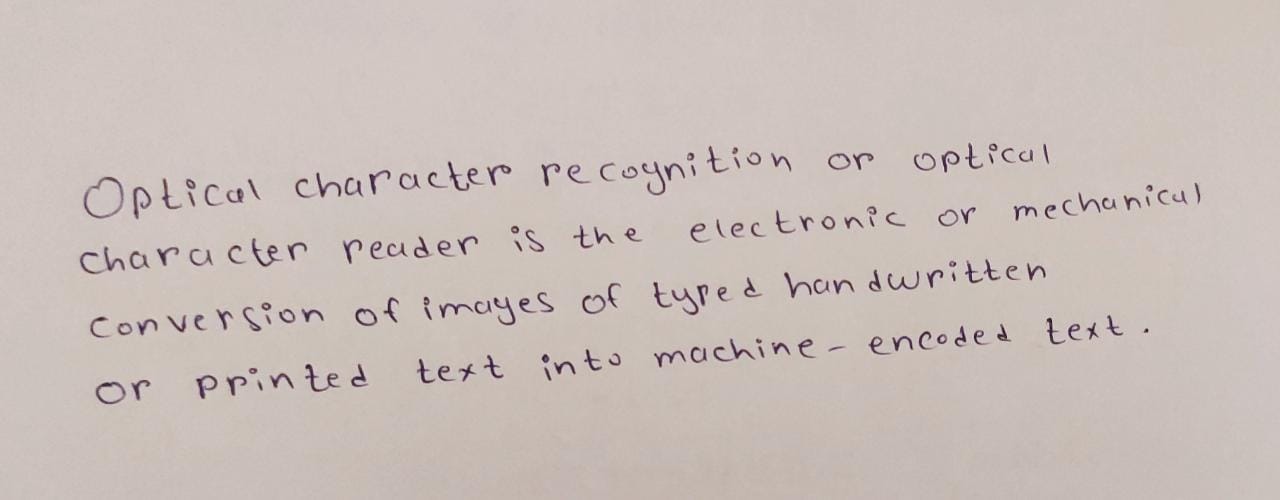 Optical character recognition or optical
character reader is the electronic or mechanical
conversion of images of typed handwritten
or printed text into machine-encoded text.